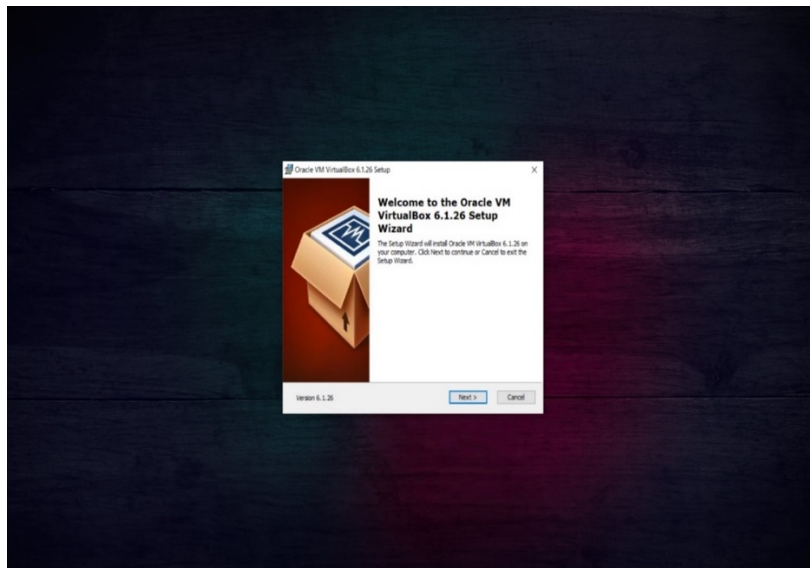 Oracle VM VirtualBox 6.1.26 Setup
Welcome to the Oracle VM
VirtualBox 6.1.26 Setup
Wizard
The Setup Wizard will install Oracle VM VirtualBox 6.1.26 on
your computer. Click Next to continue or Cancel to exit the
Setup Wizard.
Version 6.1.26
Next >
Cancel